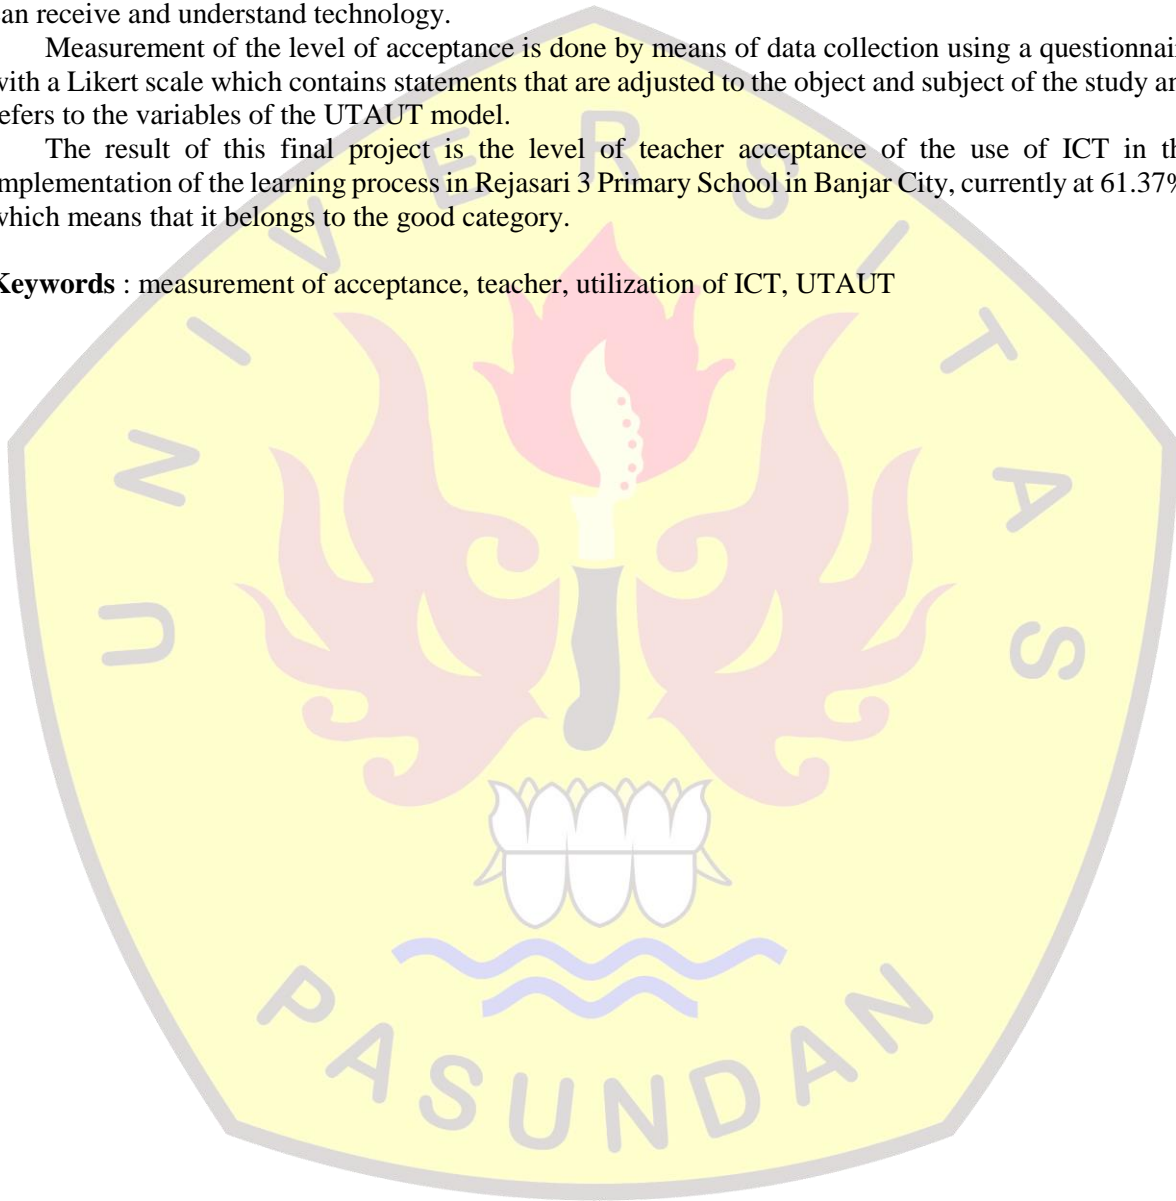 an receive and understand technology.
Measurement of the level of acceptance is done by means of data collection using a questionnair
with a Likert scale which contains statements that are adjusted to the object and subject of the study an
refers to the variables of the UTAUT model.
The result of this final project is the level of teacher acceptance of the use of ICT in th
implementation of the learning process in Rejasari 3 Primary School in Banjar City, currently at 61.37%
which means that it belongs to the good category.
Keywords : measurement of acceptance, teacher, utilization of ICT, UTAUT
UNIVERSITAS
PASUNDAN